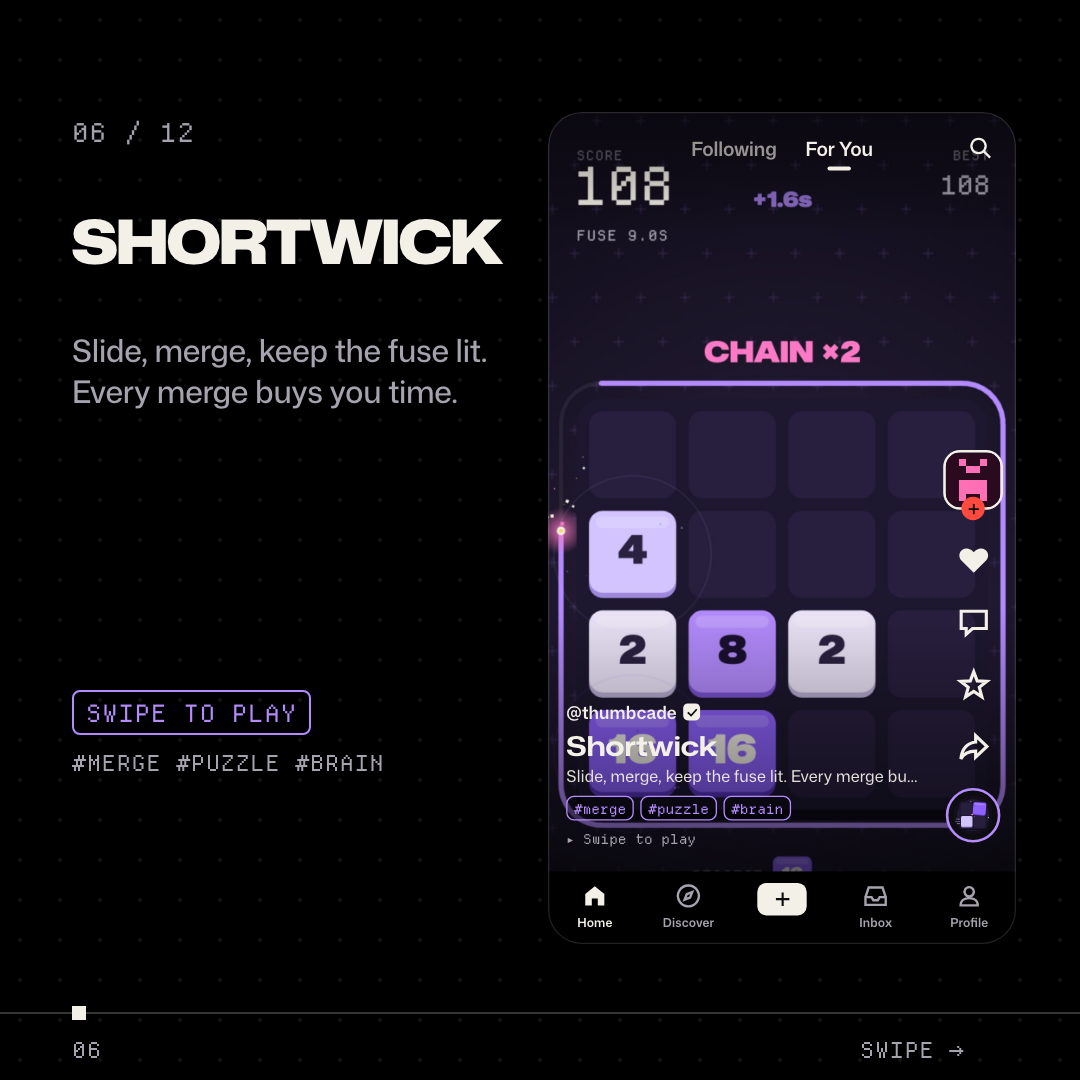 06 / 12
SHORTWICK
Slide, merge, keep the fuse lit.
Every merge buys you time.
SWIPE TO PLAY
#MERGE #PUZZLE #BRAIN
Following For You
SCORE
108
BEST
108
+1.6s
FUSE 9.0S
CHAIN ×2
4
2 8 2
16 16
@thumbcade
Shortwick
Slide, merge, keep the fuse lit. Every merge bu...
#merge #puzzle #brain
▸ Swipe to play
Home Discover Inbox Profile
06
SWIPE →